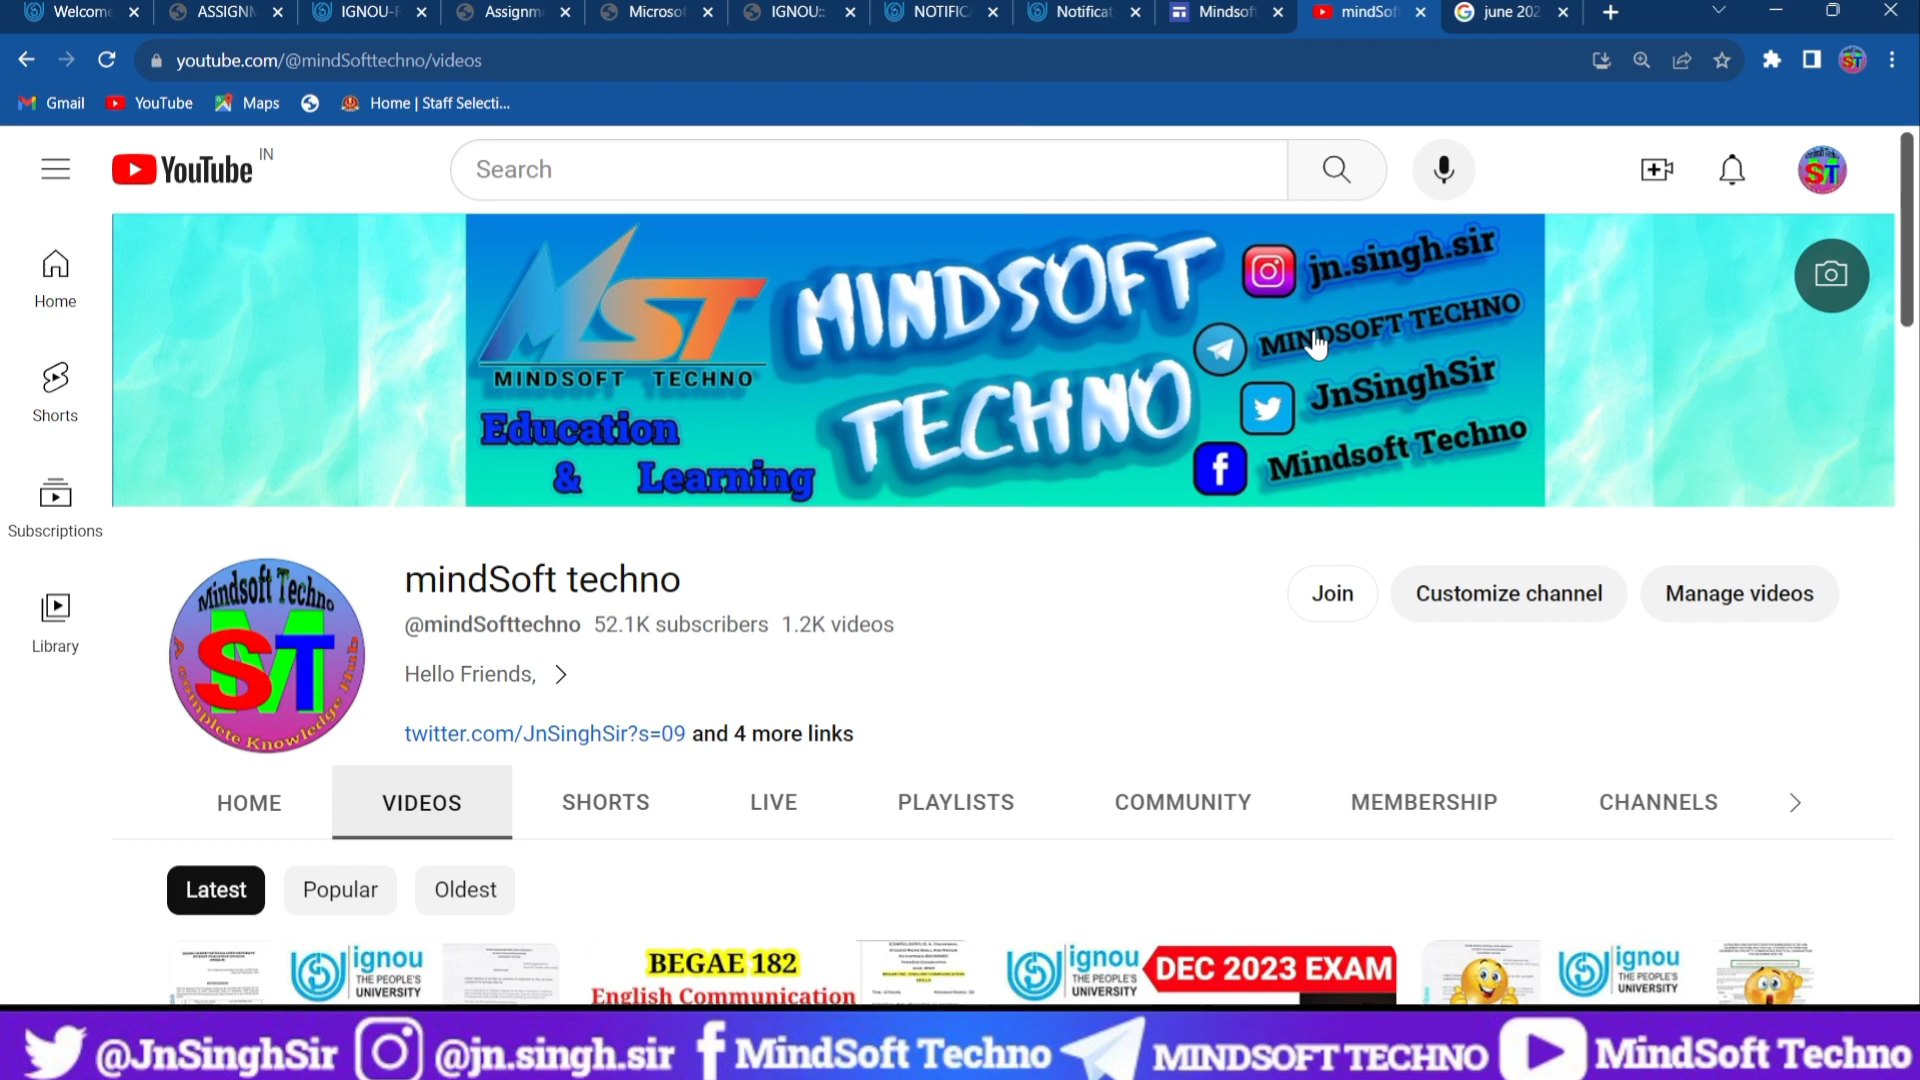 Welcom
ASSIGN
IGNOU-
Assignm
Microso
IGNOU::
NOTIFIC
Notificat
Mindsof
mindSof
june 202
youtube.com/@mindSofttechno/videos
Gmail
YouTube
Maps
Home | Staff Selecti...
YouTube IN
Search
MST
MINDSOFT TECHNO
Education
& Learning
MINDSOFT
TECHNO
jn.singh.sir
MINDSOFT TECHNO
JnSinghSir
Mindsoft Techno
Home
Shorts
Subscriptions
Library
Mindsoft Techno
MST
A complete Knowledge Hub
mindSoft techno
@mindSofttechno 52.1K subscribers 1.2K videos
Hello Friends,
twitter.com/JnSinghSir?s=09 and 4 more links
Join
Customize channel
Manage videos
HOME
VIDEOS
SHORTS
LIVE
PLAYLISTS
COMMUNITY
MEMBERSHIP
CHANNELS
Latest
Popular
Oldest
ignou
THE PEOPLE'S
UNIVERSITY
BEGAE 182
English Communication
ignou
THE PEOPLE'S
UNIVERSITY
DEC 2023 EXAM
ignou
THE PEOPLE'S
UNIVERSITY
@JnSinghSir
@jn.singh.sir
MindSoft Techno
MINDSOFT TECHNO
MindSoft Techno